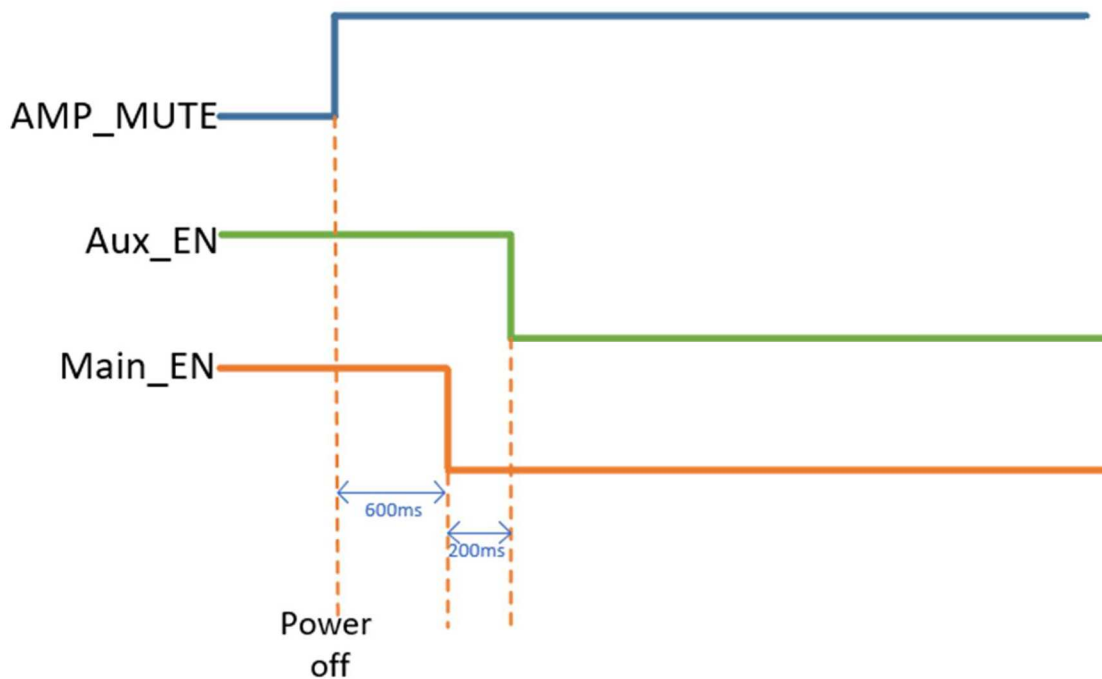 AMP_MUTE
Aux_EN
Main_EN
600ms
200ms
Power
off